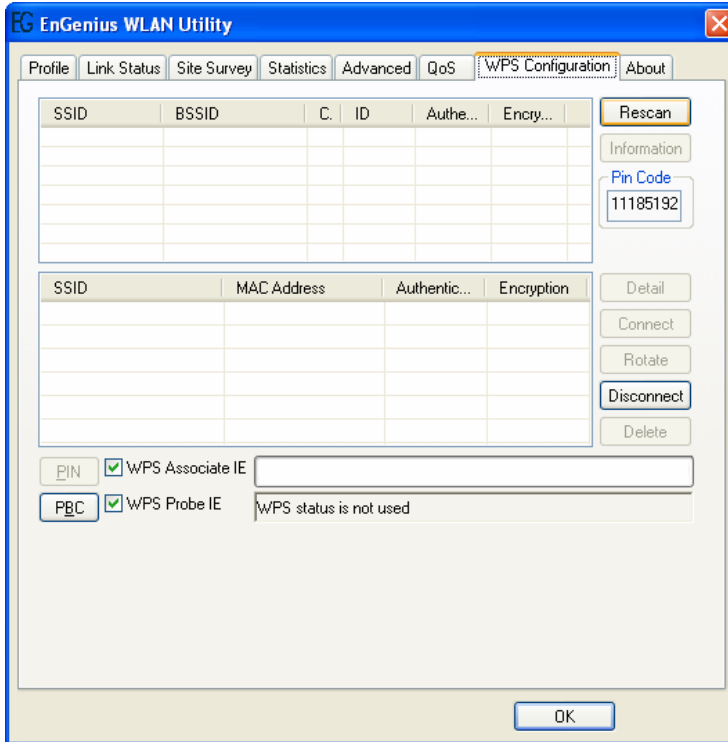 EG EnGenius WLAN Utility
Profile Link Status Site Survey Statistics Advanced QoS WPS Configuration About
SSID BSSID C. ID Authe... Encry... Rescan
Information
Pin Code
11185192
SSID MAC Address Authentic... Encryption Detail
Connect
Rotate
Disconnect
Delete
PIN WPS Associate IE
PBC WPS Probe IE WPS status is not used
OK